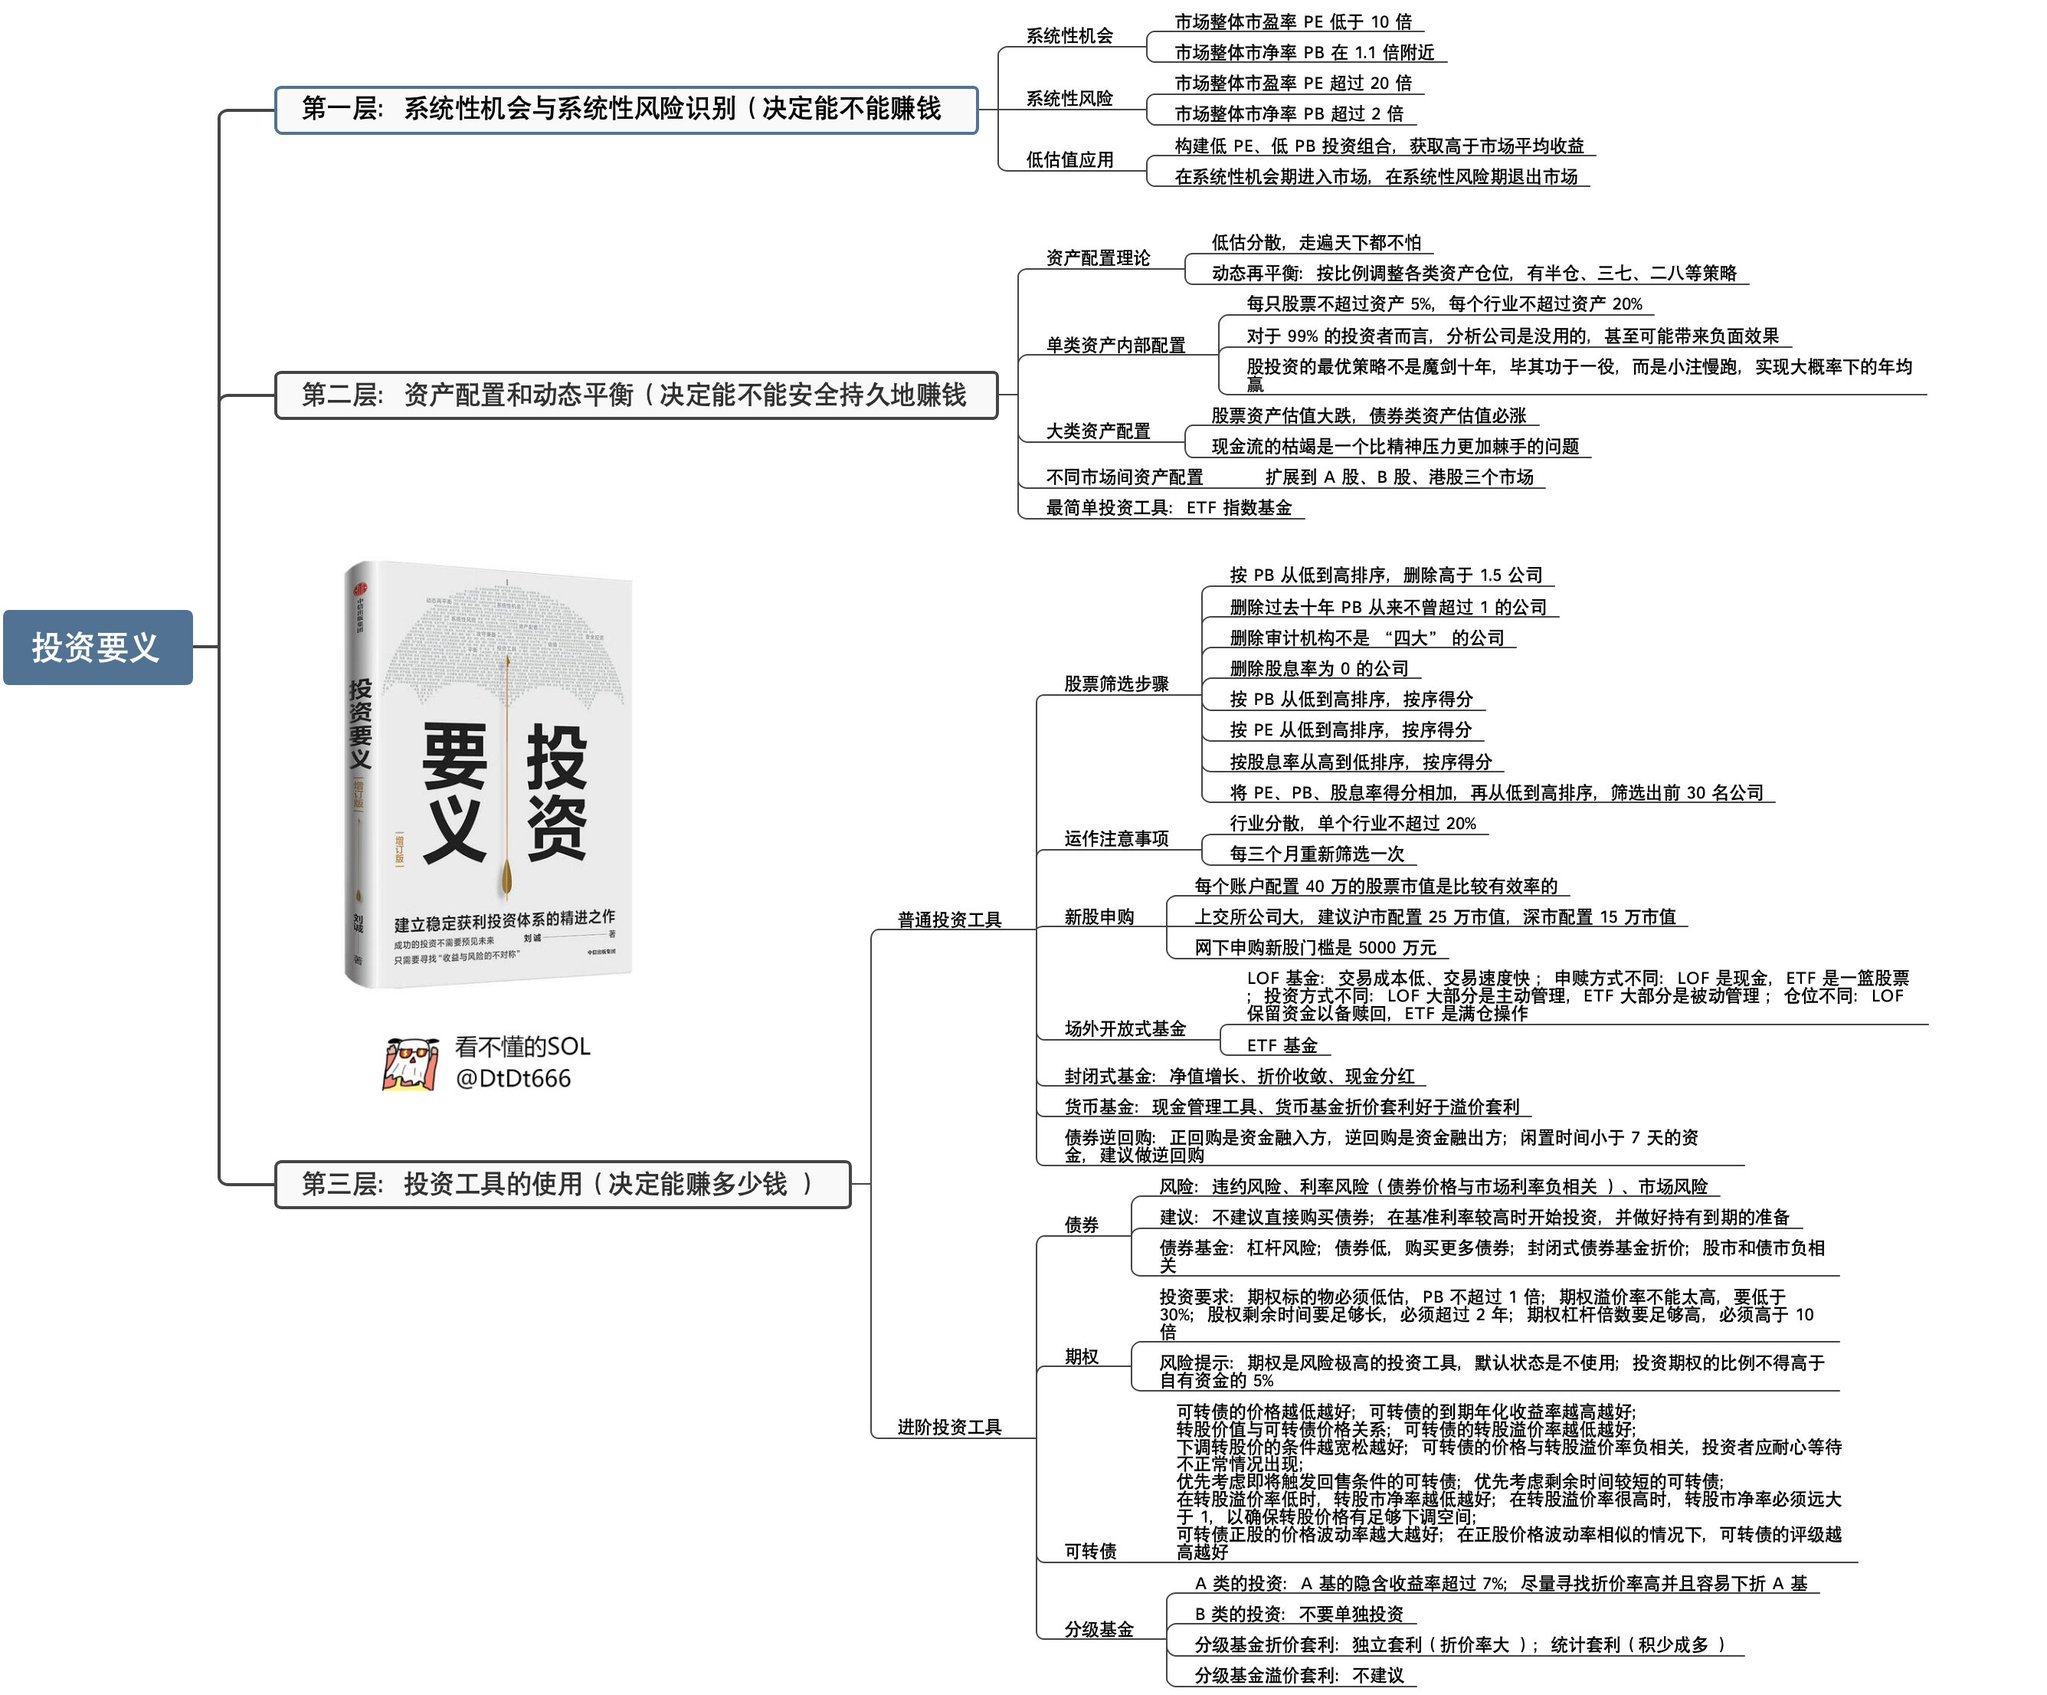 投资要义
第一层：系统性机会与系统性风险识别（决定能不能赚钱
系统性机会
市场整体市盈率 PE 低于 10 倍
市场整体市净率 PB 在 1.1 倍附近
系统性风险
市场整体市盈率 PE 超过 20 倍
市场整体市净率 PB 超过 2 倍
低估值应用
构建低 PE、低 PB 投资组合，获取高于市场平均收益
在系统性机会期进入市场，在系统性风险期退出市场
第二层：资产配置和动态平衡（决定能不能安全持久地赚钱
资产配置理论
低估分散，走遍天下都不怕
动态再平衡：按比例调整各类资产仓位，有半仓、三七、二八等策略
单类资产内部配置
每只股票不超过资产 5%，每个行业不超过资产 20%
对于 99% 的投资者而言，分析公司是没用的，甚至可能带来负面效果
股投资的最优策略不是魔剑十年，毕其功于一役，而是小注慢跑，实现大概率下的年均
赢
大类资产配置
股票资产估值大跌，债券类资产估值必涨
现金流的枯竭是一个比精神压力更加棘手的问题
不同市场间资产配置
扩展到 A 股、B 股、港股三个市场
最简单投资工具：ETF 指数基金
中信出版集团
投资要义
增订版
刘诚
著
动态再平衡
系统性机会
系统性风险
资产配置
投资工具
投资
要义
增订版
建立稳定获利投资体系的精进之作
成功的投资不需要预见未来
刘诚 著
只需要寻找“收益与风险的不对称”
中信出版集团
看不懂的SOL
@DtDt666
第三层：投资工具的使用（决定能赚多少钱 ）
普通投资工具
股票筛选步骤
按 PB 从低到高排序，删除高于 1.5 公司
删除过去十年 PB 从来不曾超过 1 的公司
删除审计机构不是 “四大” 的公司
删除股息率为 0 的公司
按 PB 从低到高排序，按序得分
按 PE 从低到高排序，按序得分
按股息率从高到低排序，按序得分
将 PE、PB、股息率得分相加，再从低到高排序，筛选出前 30 名公司
运作注意事项
行业分散，单个行业不超过 20%
每三个月重新筛选一次
新股申购
每个账户配置 40 万的股票市值是比较有效率的
上交所公司大，建议沪市配置 25 万市值，深市配置 15 万市值
网下申购新股门槛是 5000 万元
场外开放式基金
LOF 基金：交易成本低、交易速度快 ；申赎方式不同：LOF 是现金，ETF 是一篮股票
；投资方式不同：LOF 大部分是主动管理，ETF 大部分是被动管理 ；仓位不同：LOF
保留资金以备赎回，ETF 是满仓操作
ETF 基金
封闭式基金：净值增长、折价收敛、现金分红
货币基金：现金管理工具、货币基金折价套利好于溢价套利
债券逆回购：正回购是资金融入方，逆回购是资金融出方；闲置时间小于 7 天的资
金，建议做逆回购
进阶投资工具
债券
风险：违约风险、利率风险（债券价格与市场利率负相关 ）、市场风险
建议：不建议直接购买债券；在基准利率较高时开始投资，并做好持有到期的准备
债券基金：杠杆风险；债券低，购买更多债券；封闭式债券基金折价；股市和债市负相
关
期权
投资要求：期权标的物必须低估，PB 不超过 1 倍；期权溢价率不能太高，要低于
30%；股权剩余时间要足够长，必须超过 2 年；期权杠杆倍数要足够高，必须高于 10
倍
风险提示：期权是风险极高的投资工具，默认状态是不使用；投资期权的比例不得高于
自有资金的 5%
可转债
可转债的价格越低越好；可转债的到期年化收益率越高越好；
转股价值与可转债价格关系；可转债的转股溢价率越低越好；
下调转股价的条件越宽松越好；可转债的价格与转股溢价率负相关，投资者应耐心等待
不正常情况出现；
优先考虑即将触发回售条件的可转债；优先考虑剩余时间较短的可转债；
在转股溢价率低时，转股市净率越低越好；在转股溢价率很高时，转股市净率必须远大
于 1，以确保转股价格有足够下调空间；
可转债正股的价格波动率越大越好；在正股价格波动率相似的情况下，可转债的评级越
高越好
分级基金
A 类的投资：A 基的隐含收益率超过 7%；尽量寻找折价率高并且容易下折 A 基
B 类的投资：不要单独投资
分级基金折价套利：独立套利（折价率大 ）；统计套利（积少成多 ）
分级基金溢价套利：不建议